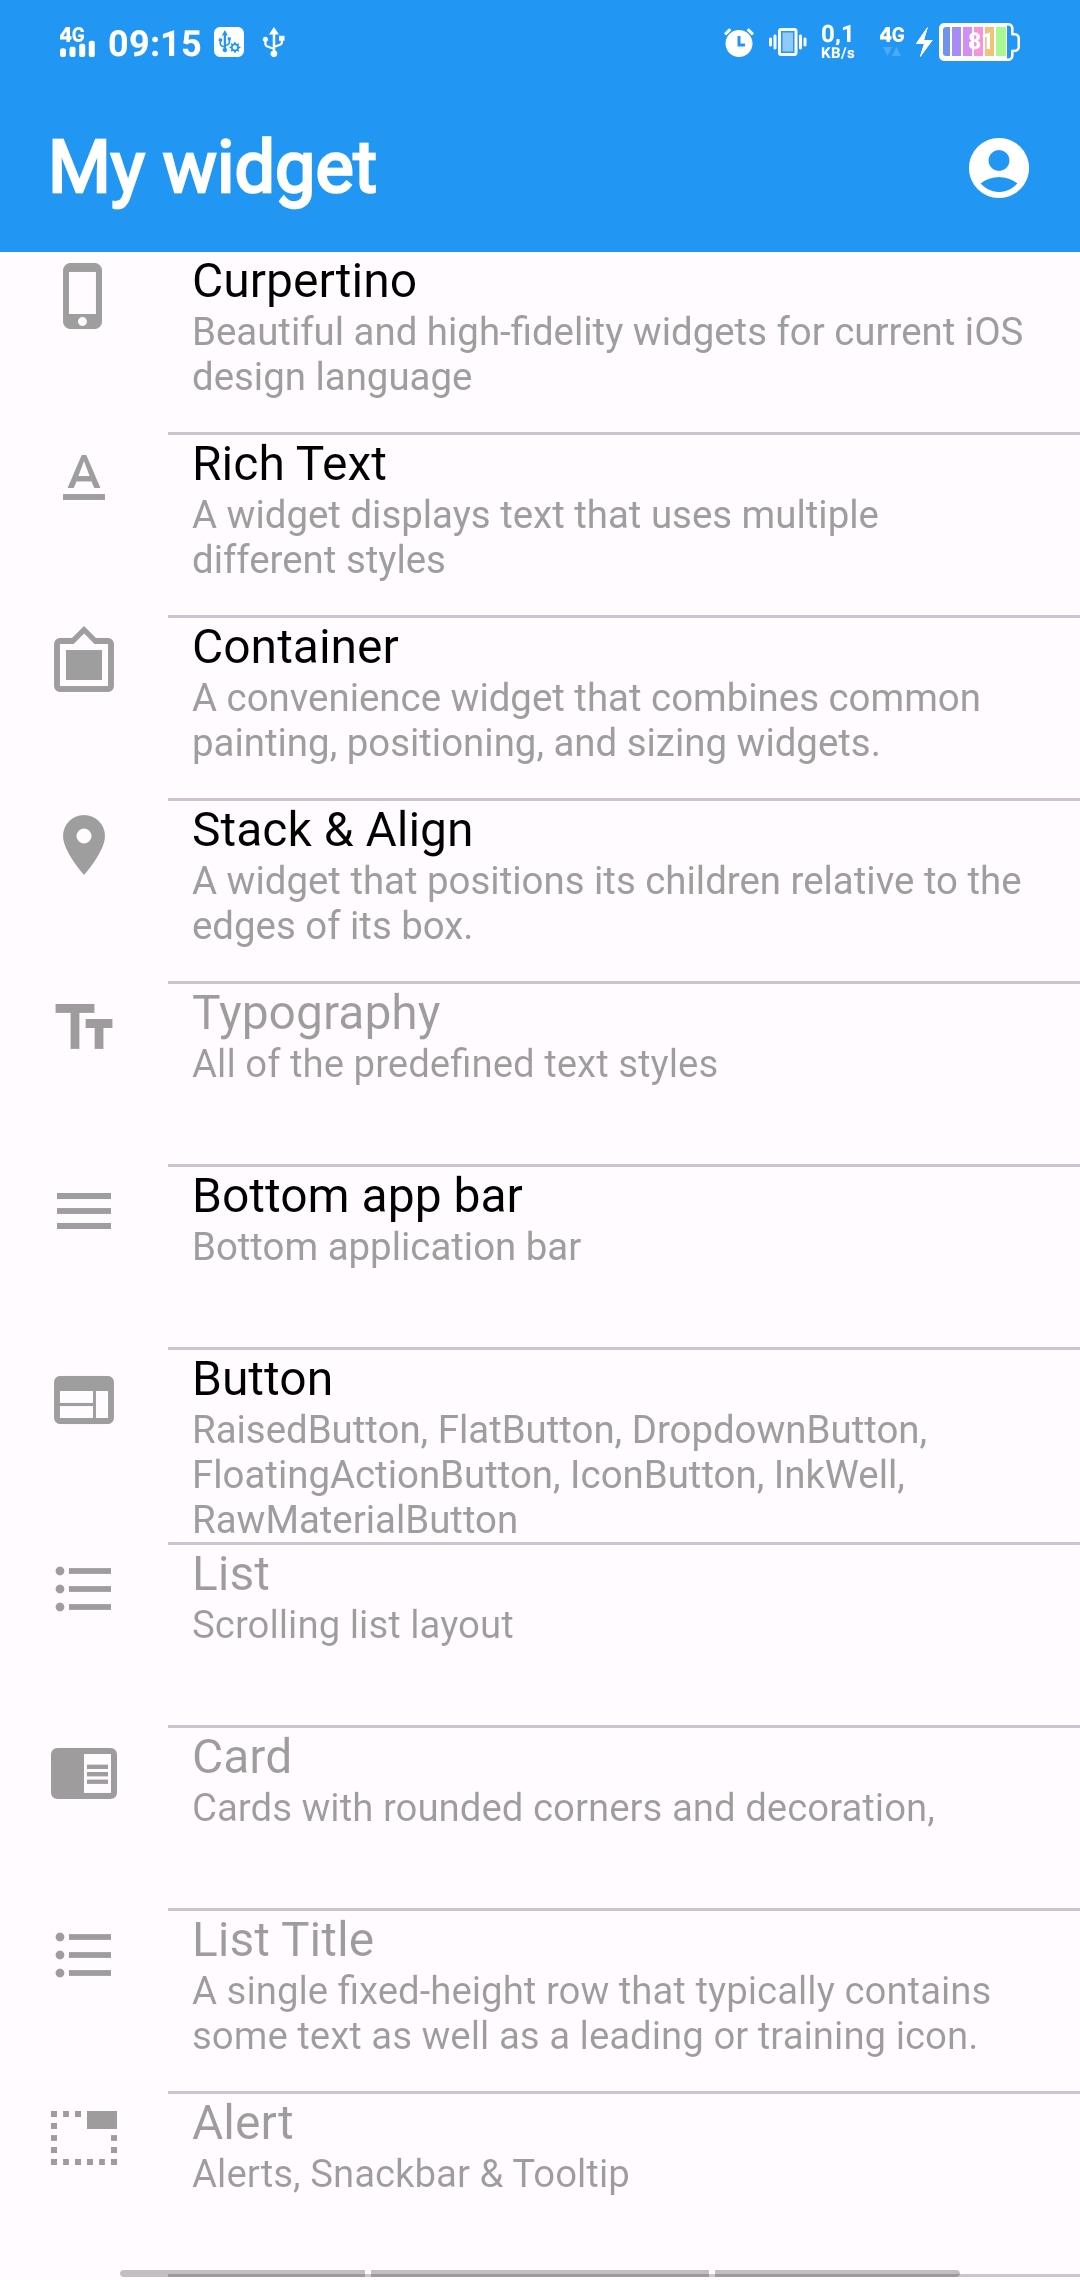 4G 09:15 0,1 KB/s 4G 81
My widget
Curpertino
Beautiful and high-fidelity widgets for current iOS
design language
Rich Text
A widget displays text that uses multiple
different styles
Container
A convenience widget that combines common
painting, positioning, and sizing widgets.
Stack & Align
A widget that positions its children relative to the
edges of its box.
Typography
All of the predefined text styles
Bottom app bar
Bottom application bar
Button
RaisedButton, FlatButton, DropdownButton,
FloatingActionButton, IconButton, InkWell,
RawMaterialButton
List
Scrolling list layout
Card
Cards with rounded corners and decoration,
List Title
A single fixed-height row that typically contains
some text as well as a leading or training icon.
Alert
Alerts, Snackbar & Tooltip